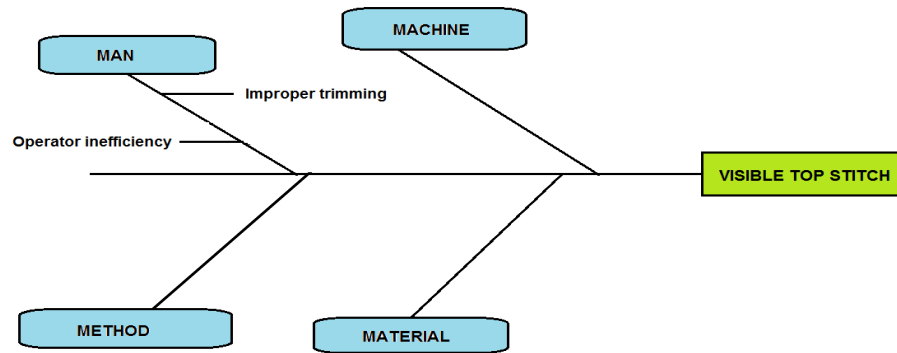 MACHINE
MAN
Improper trimming
Operator inefficiency
VISIBLE TOP STITCH
METHOD
MATERIAL